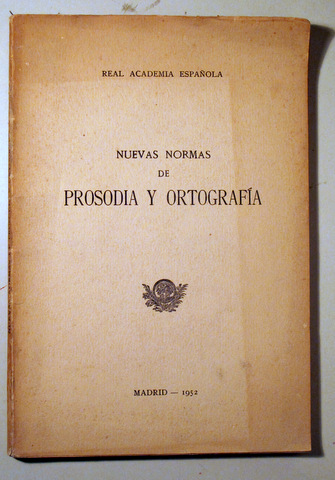 REAL ACADEMIA ESPAÑOLA
NUEVAS NORMAS
DE
PROSODIA Y ORTOGRAFÍA
MADRID — 1952